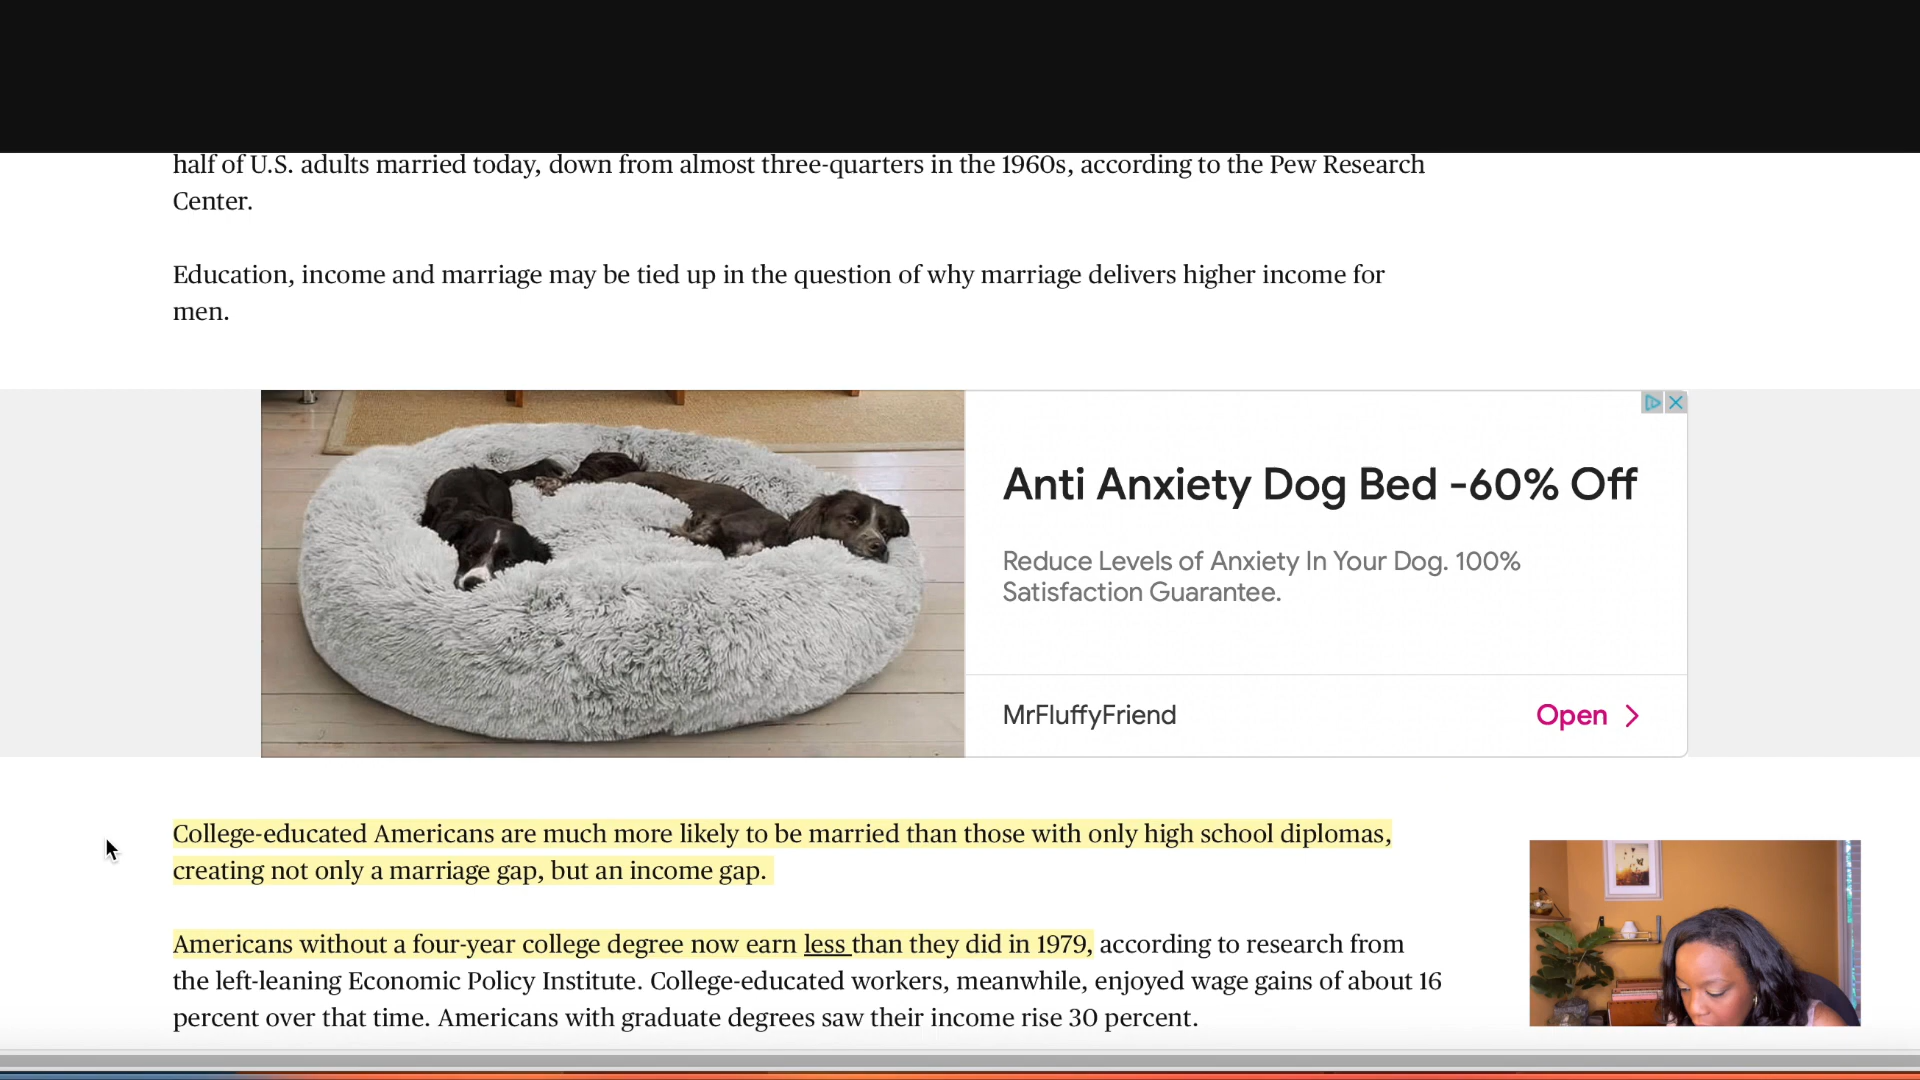 half of U.S. adults married today, down from almost three-quarters in the 1960s, according to the Pew Research
Center.
Education, income and marriage may be tied up in the question of why marriage delivers higher income for
men.
Anti Anxiety Dog Bed -60% Off
Reduce Levels of Anxiety In Your Dog. 100%
Satisfaction Guarantee.
MrFluffyFriend
Open
College-educated Americans are much more likely to be married than those with only high school diplomas,
creating not only a marriage gap, but an income gap.
Americans without a four-year college degree now earn less than they did in 1979, according to research from
the left-leaning Economic Policy Institute. College-educated workers, meanwhile, enjoyed wage gains of about 16
percent over that time. Americans with graduate degrees saw their income rise 30 percent.